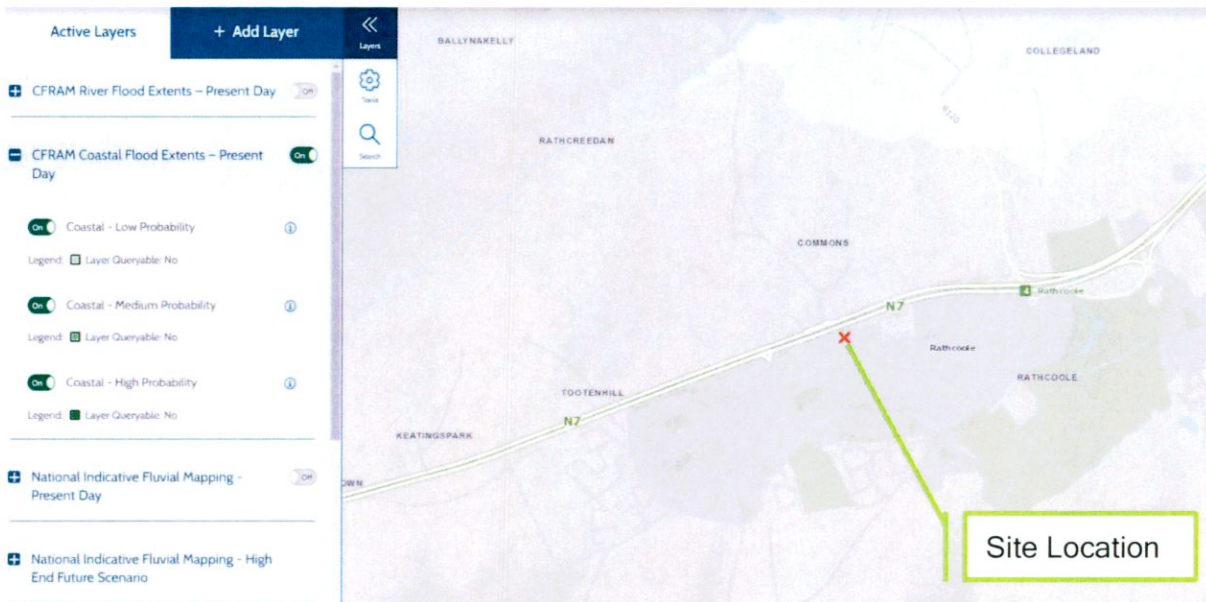 Active Layers
+ Add Layer
Layers
Tools
Search
CFRAM River Flood Extents – Present Day
Off
CFRAM Coastal Flood Extents – Present
Day
On
On
Coastal - Low Probability
Legend:
Layer Queryable: No
On
Coastal - Medium Probability
Legend:
Layer Queryable: No
On
Coastal - High Probability
Legend:
Layer Queryable: No
National Indicative Fluvial Mapping -
Present Day
Off
National Indicative Fluvial Mapping - High
End Future Scenario
BALLYNAKELLY
COLLEGELAND
R120
RATHCREEDAN
COMMONS
4
Rathcoole
N7
Rathcoole
RATHCOOLE
TOOTENHILL
N7
KEATINGSPARK
OWN
Site Location